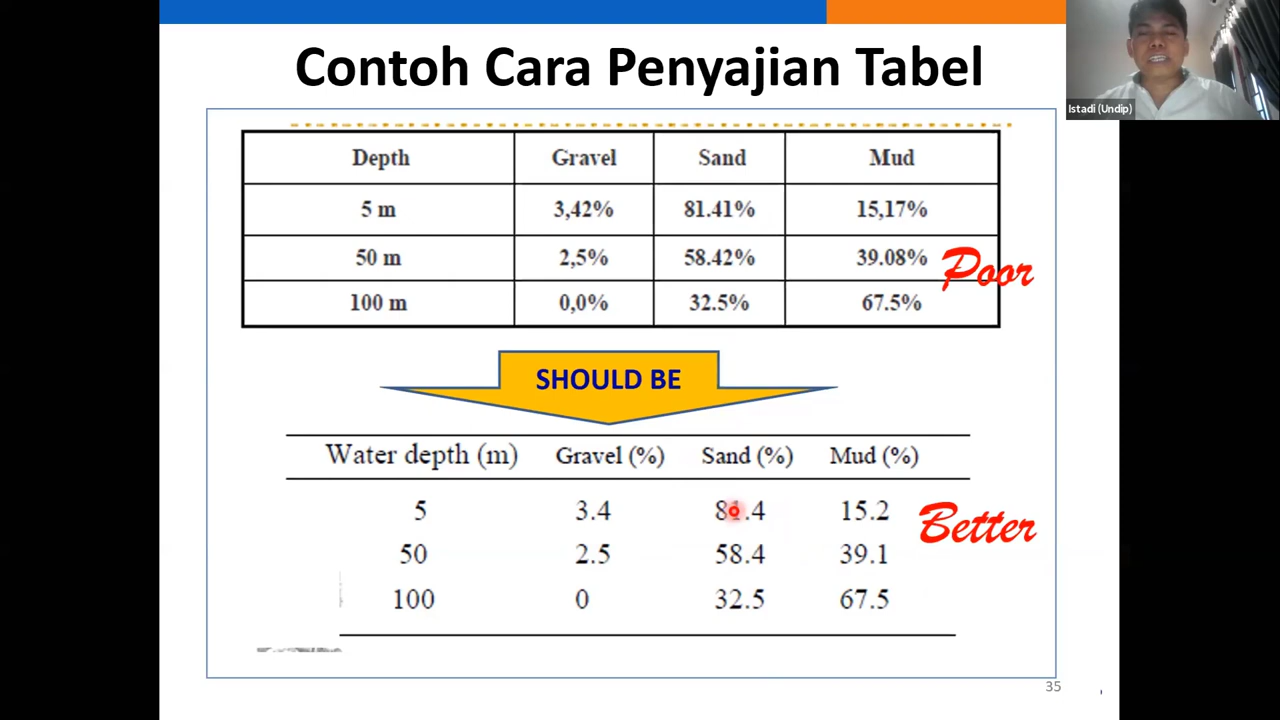 Contoh Cara Penyajian Tabel
Istadi (Undip)
Depth Gravel Sand Mud
5 m 3,42% 81.41% 15,17%
50 m 2,5% 58.42% 39.08%
100 m 0,0% 32.5% 67.5%
Poor
SHOULD BE
Water depth (m) Gravel (%) Sand (%) Mud (%)
5 3.4 81.4 15.2
50 2.5 58.4 39.1
100 0 32.5 67.5
Better
35